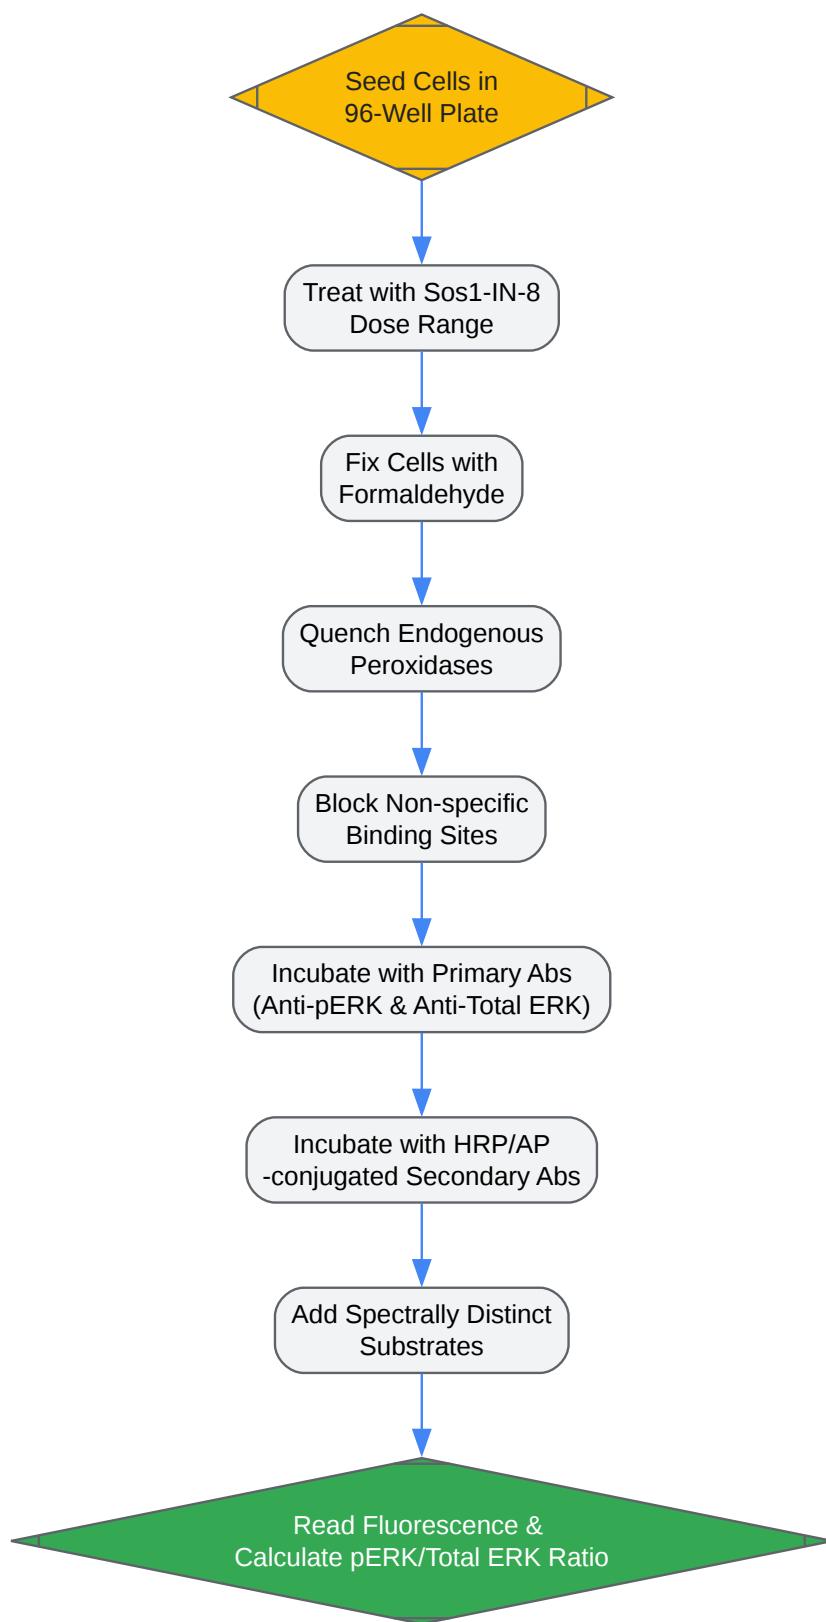 Seed Cells in
96-Well Plate
Treat with Sos1-IN-8
Dose Range
Fix Cells with
Formaldehyde
Quench Endogenous
Peroxidases
Block Non-specific
Binding Sites
Incubate with Primary Abs
(Anti-pERK & Anti-Total ERK)
Incubate with HRP/AP
-conjugated Secondary Abs
Add Spectrally Distinct
Substrates
Read Fluorescence &
Calculate pERK/Total ERK Ratio